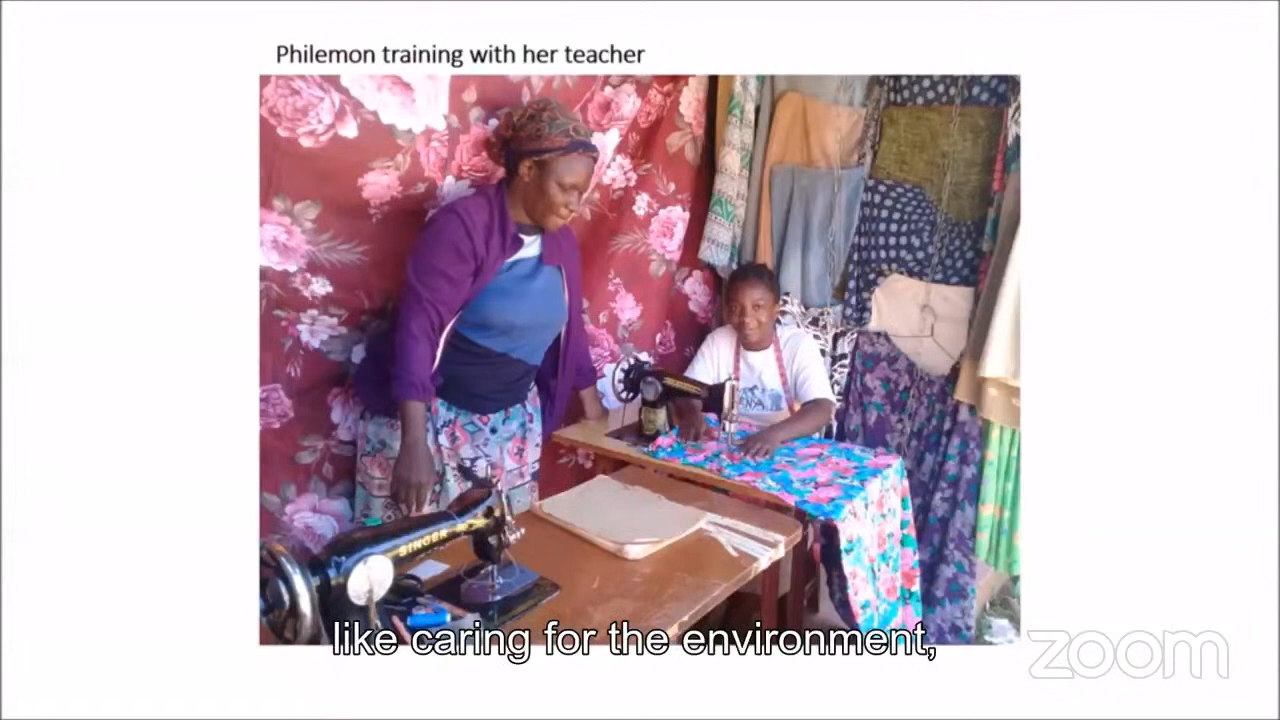 Philemon training with her teacher
SINGER
like caring for the environment,
zoom